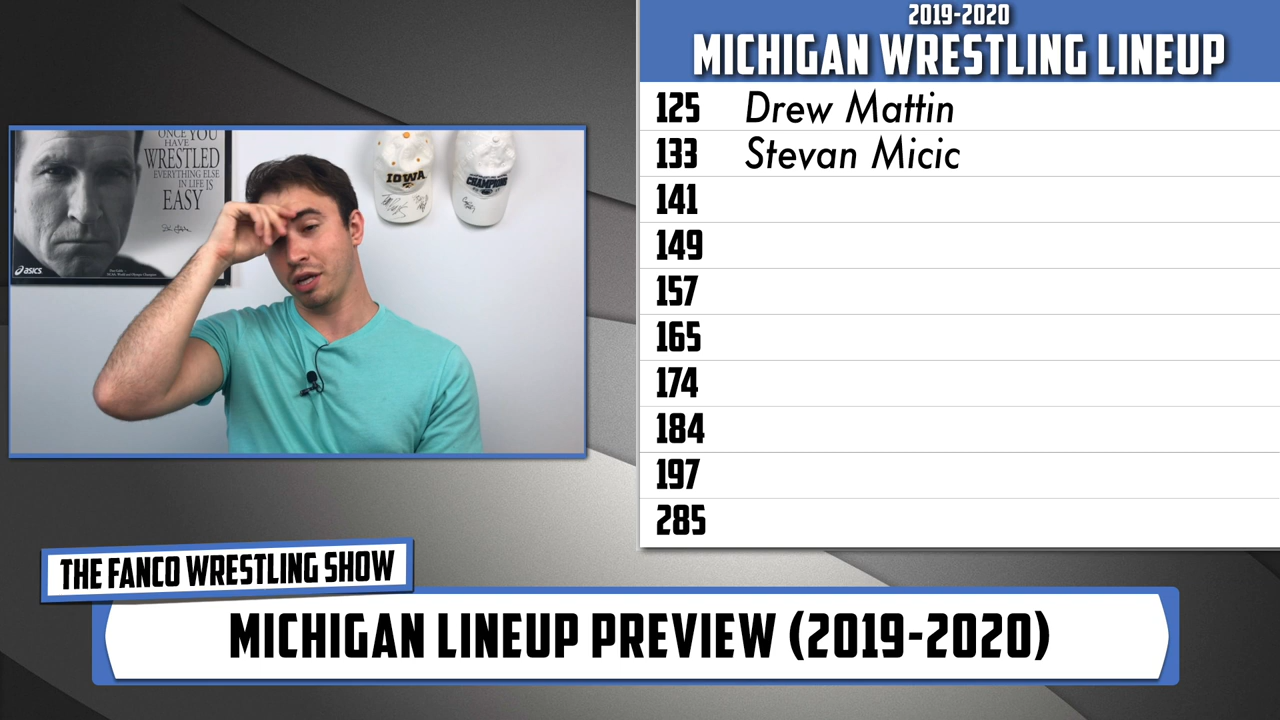 2019-2020
MICHIGAN WRESTLING LINEUP
125 Drew Mattin
133 Stevan Micic
141
149
157
165
174
184
197
285
ONCE YOU
HAVE
WRESTLED
EVERYTHING ELSE
IN LIFE IS
EASY
asics
IOWA
CHAMPIONS
THE FANCO WRESTLING SHOW
MICHIGAN LINEUP PREVIEW (2019-2020)